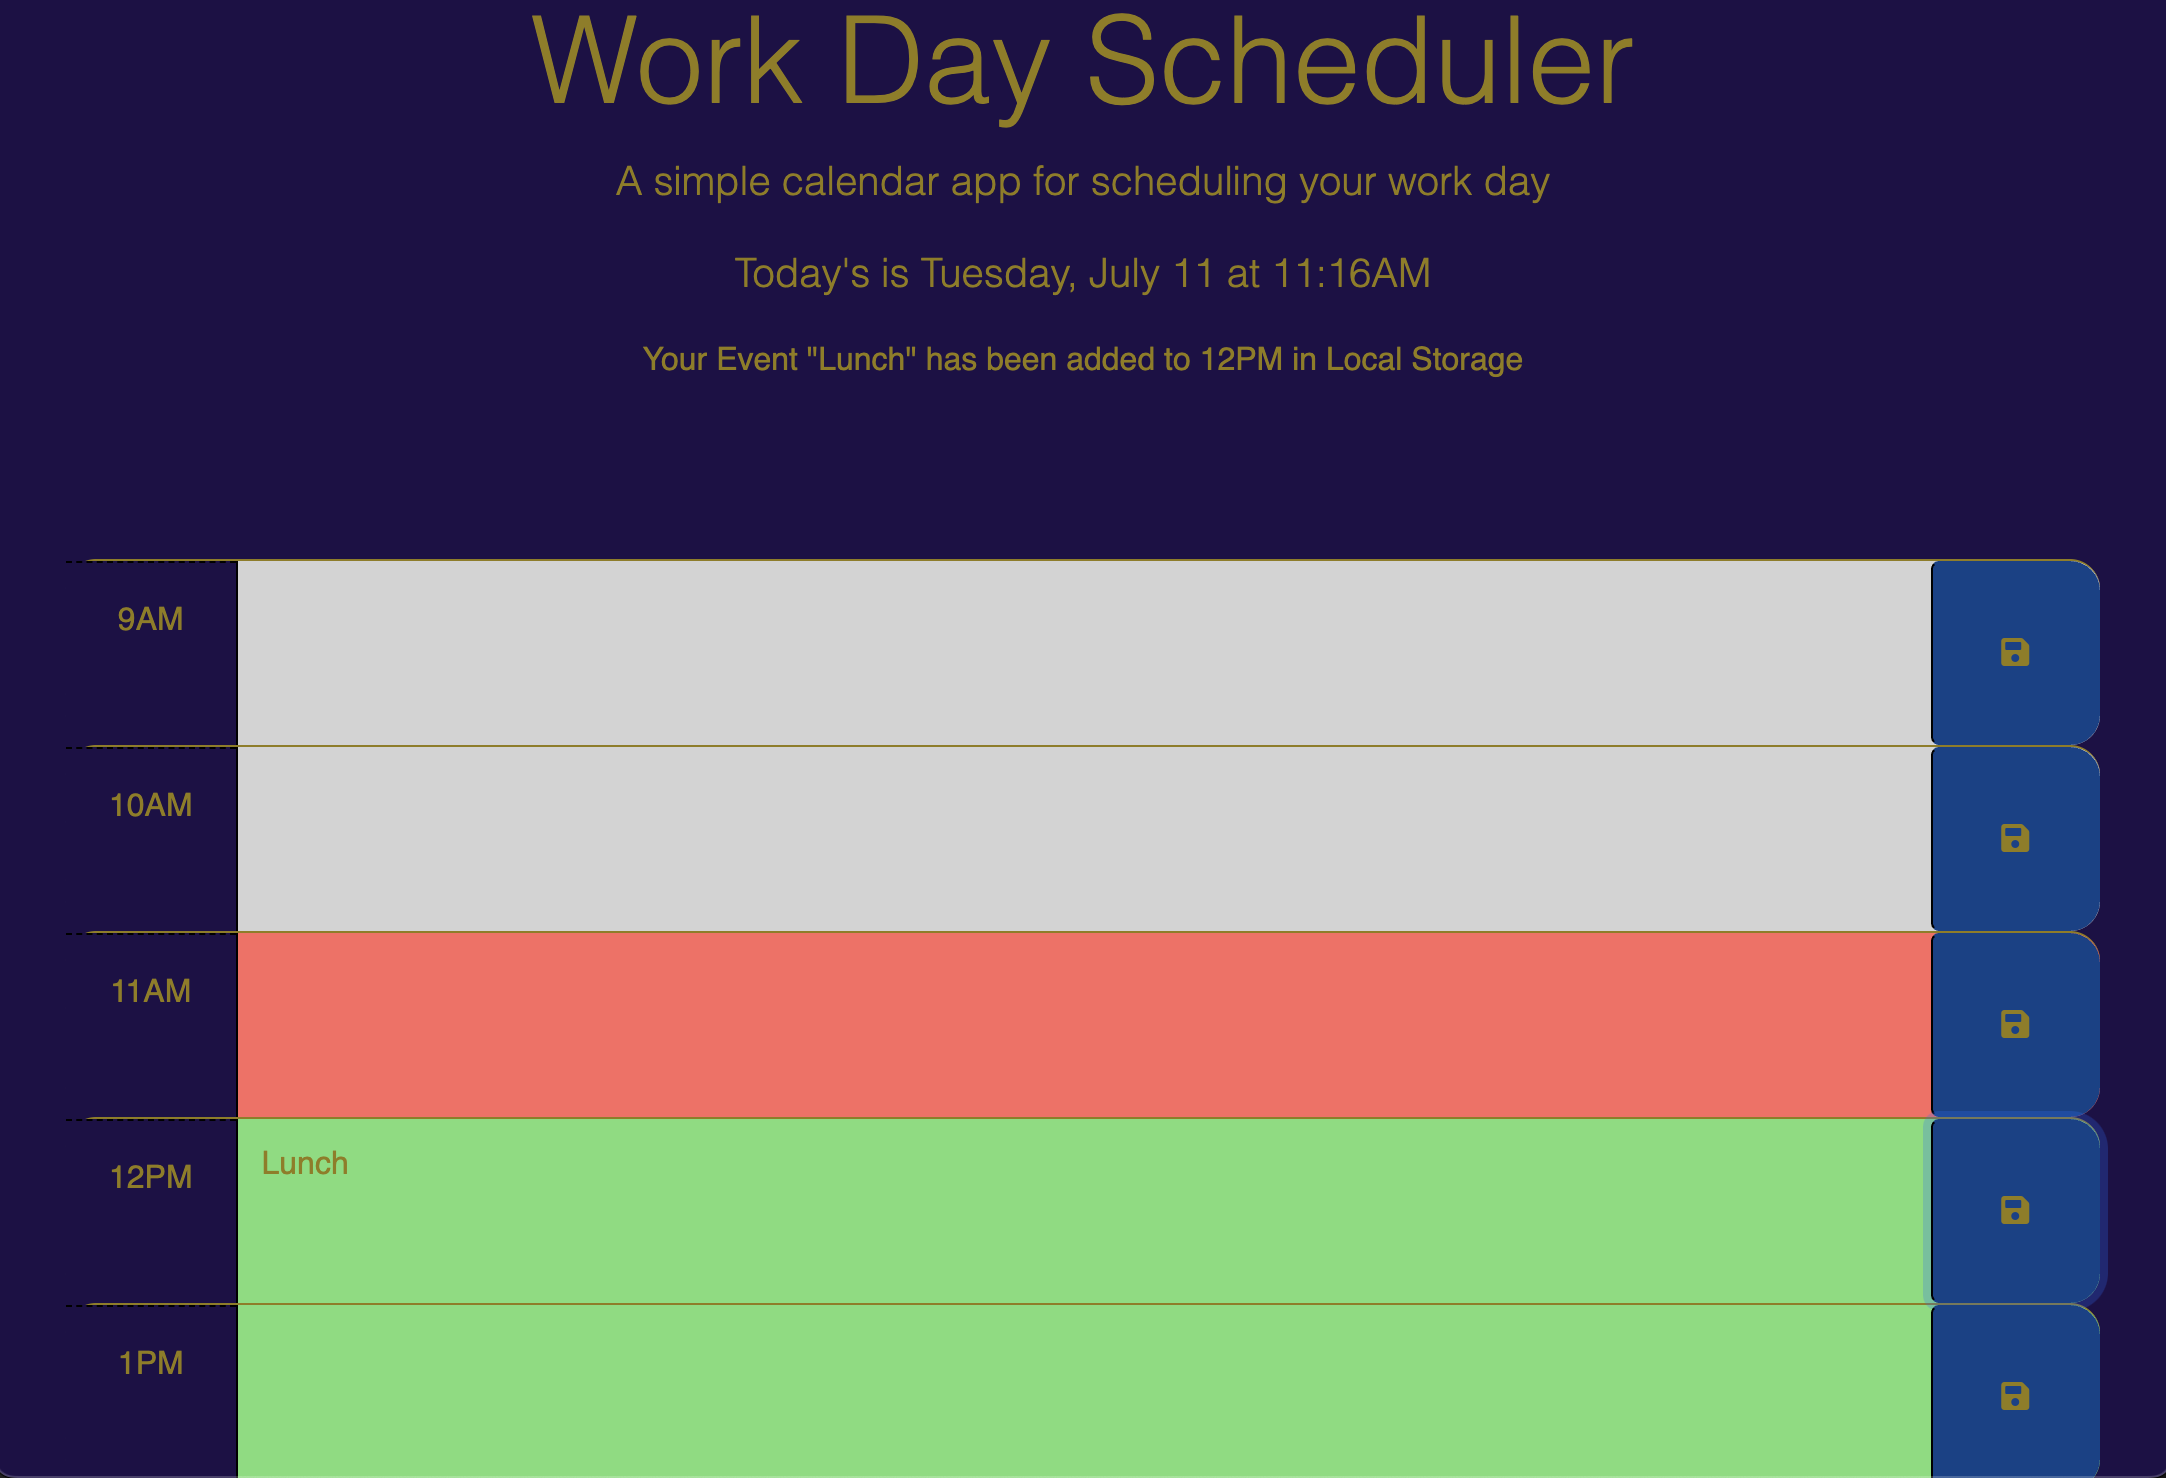 Work Day Scheduler
A simple calendar app for scheduling your work day
Today's is Tuesday, July 11 at 11:16AM
Your Event "Lunch" has been added to 12PM in Local Storage
9AM
10AM
11AM
12PM
Lunch
1PM